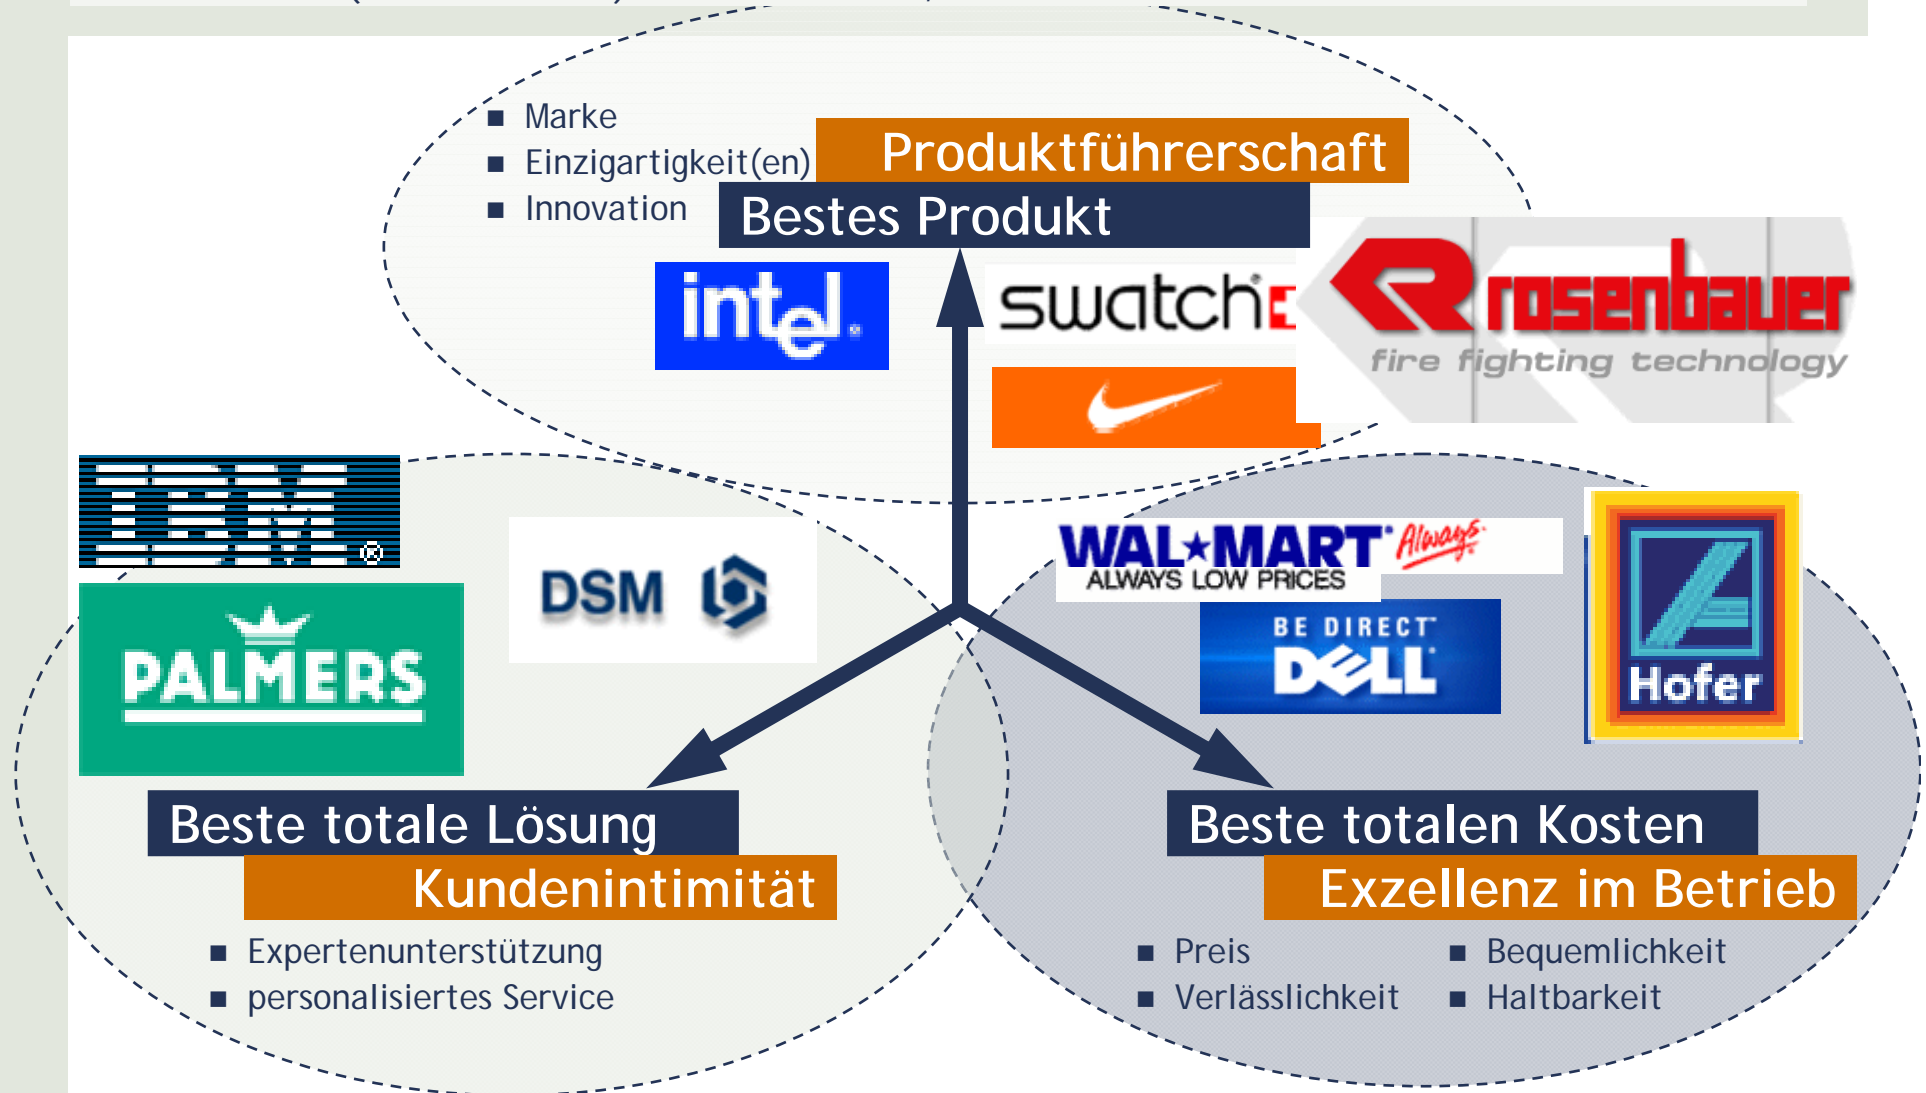 Marke
Einzigartigkeit(en)
Innovation
Produktführerschaft
Bestes Produkt
intel®
swatch
rosenbauer
fire fighting technology
IBM®
PALMERS
DSM
WAL★MART® Always.
ALWAYS LOW PRICES
BE DIRECT™
DELL
Hofer
Beste totale Lösung
Kundenintimität
Expertenunterstützung
personalisiertes Service
Beste totalen Kosten
Exzellenz im Betrieb
Preis
Bequemlichkeit
Verlässlichkeit
Haltbarkeit